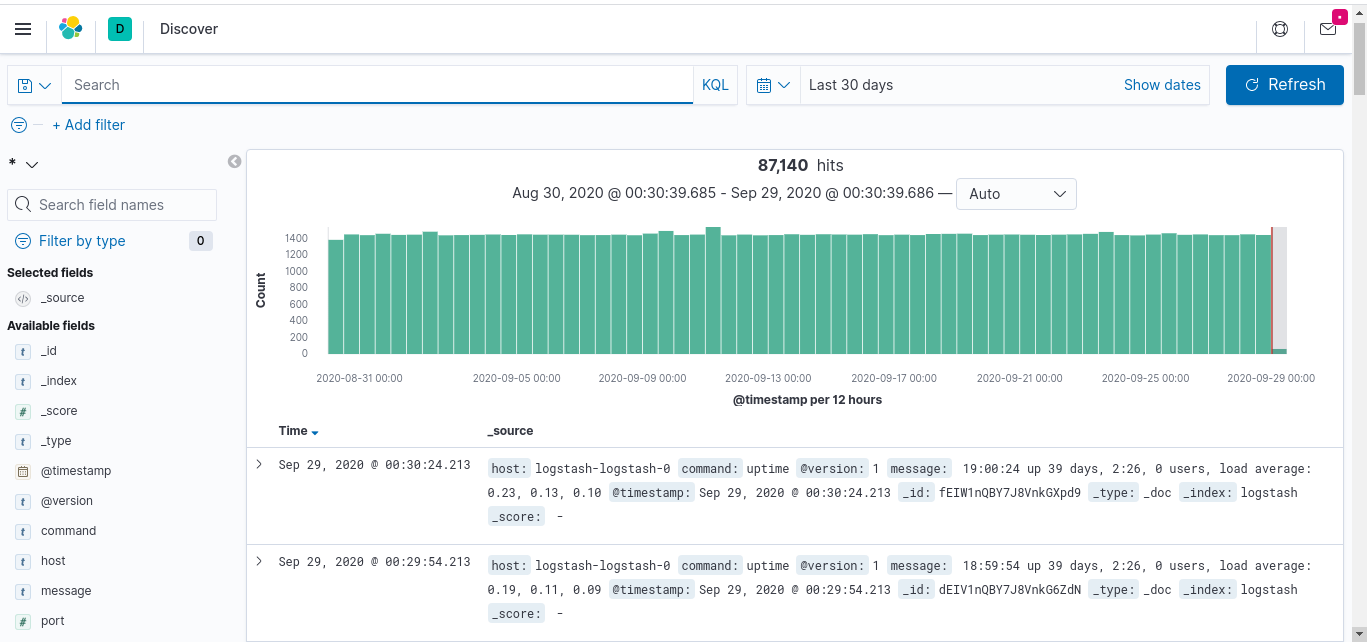 D Discover
Search KQL Last 30 days Show dates Refresh
+ Add filter
*
Search field names
Filter by type 0
Selected fields
_source
Available fields
t _id
t _index
# _score
t _type
@timestamp
t @version
t command
t host
t message
t port
87,140 hits
Aug 30, 2020 @ 00:30:39.685 - Sep 29, 2020 @ 00:30:39.686 — Auto
Count
1400
1200
1000
800
600
400
200
0
2020-08-31 00:00 2020-09-05 00:00 2020-09-09 00:00 2020-09-13 00:00 2020-09-17 00:00 2020-09-21 00:00 2020-09-25 00:00 2020-09-29 00:00
@timestamp per 12 hours
Time _source
Sep 29, 2020 @ 00:30:24.213 host: logstash-logstash-0 command: uptime @version: 1 message: 19:00:24 up 39 days, 2:26, 0 users, load average:
0.23, 0.13, 0.10 @timestamp: Sep 29, 2020 @ 00:30:24.213 _id: fEIW1nQBY7J8VnkGXpd9 _type: _doc _index: logstash
_score: -
Sep 29, 2020 @ 00:29:54.213 host: logstash-logstash-0 command: uptime @version: 1 message: 18:59:54 up 39 days, 2:26, 0 users, load average:
0.19, 0.11, 0.09 @timestamp: Sep 29, 2020 @ 00:29:54.213 _id: dEIV1nQBY7J8VnkG6ZdN _type: _doc _index: logstash
_score: -